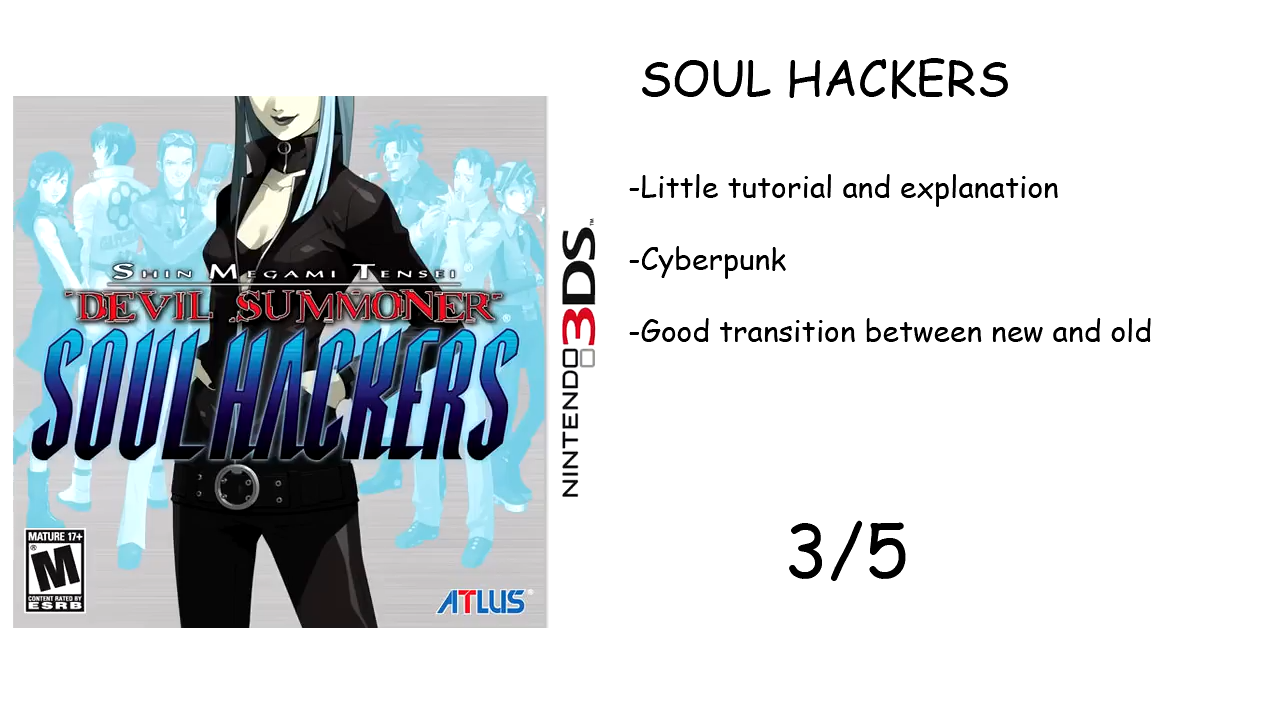 SOUL HACKERS
-Little tutorial and explanation
-Cyberpunk
-Good transition between new and old
3/5
SHIN MEGAMI TENSEI
DEVIL SUMMONER®
SOUL HACKERS
NINTENDO 3DS™
MATURE 17+
M®
CONTENT RATED BY
ESRB
ATLUS®